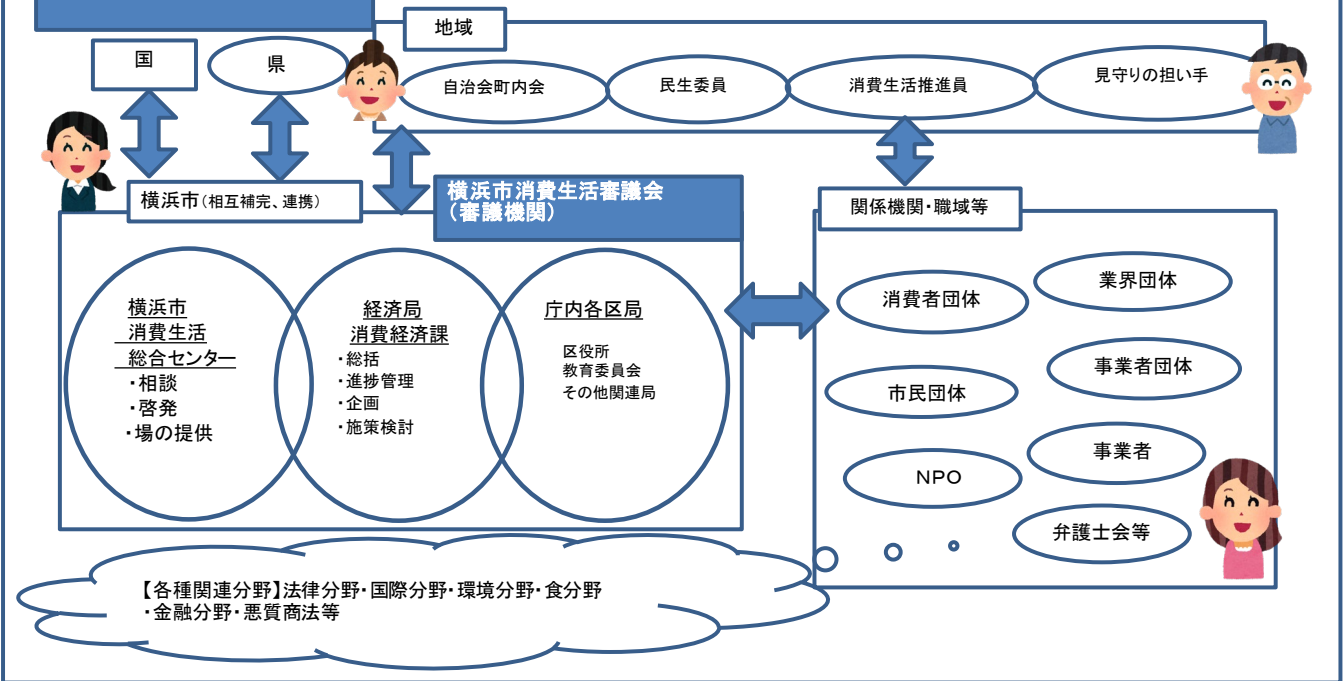 地域
国
県
自治会町内会
民生委員
消費生活推進員
見守りの担い手
横浜市(相互補完、連携)
横浜市消費生活審議会
(審議機関)
関係機関・職域等
横浜市
消費生活
総合センター
・相談
・啓発
・場の提供
経済局
消費経済課
・総括
・進捗管理
・企画
・施策検討
庁内各区局
区役所
教育委員会
その他関連局
消費者団体
業界団体
市民団体
事業者団体
NPO
事業者
弁護士会等
【各種関連分野】法律分野・国際分野・環境分野・食分野
・金融分野・悪質商法等